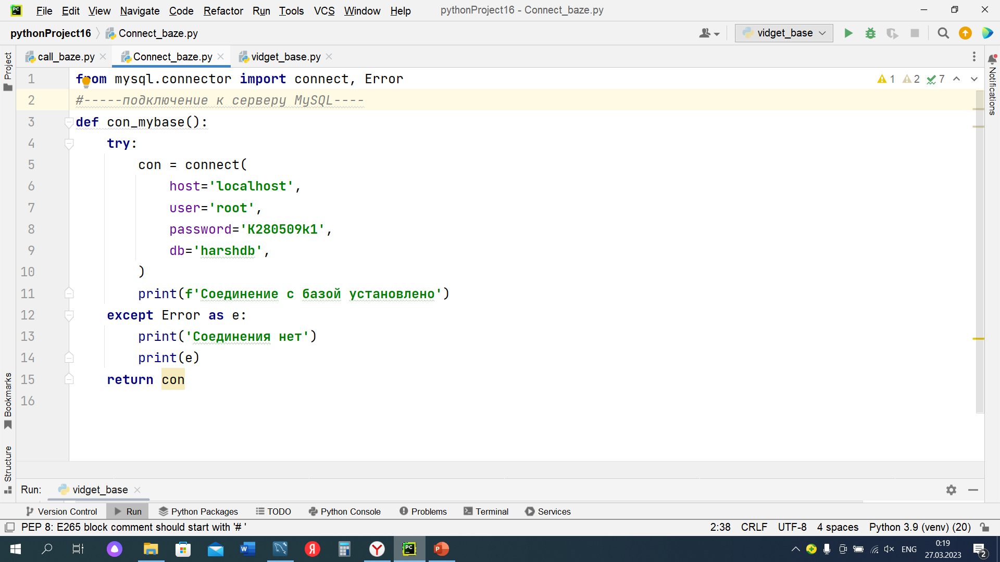 PC File Edit View Navigate Code Refactor Run Tools VCS Window Help pythonProject16 - Connect_baze.py
pythonProject16 Connect_baze.py vidget_base
call_baze.py Connect_baze.py vidget_base.py
Project
Notifications
1 from mysql.connector import connect, Error 1 2 7
2 #-----подключение к серверу MySQL----
3 def con_mybase():
4 try:
5 con = connect(
6 host='localhost',
7 user='root',
8 password='K280509k1',
9 db='harshdb',
10 )
11 print(f'Соединение с базой установлено')
12 except Error as e:
13 print('Соединения нет')
14 print(e)
15 return con
16
Bookmarks
Structure
Run: vidget_base
Version Control Run Python Packages TODO Python Console Problems Terminal Services
PEP 8: E265 block comment should start with '# ' 2:38 CRLF UTF-8 4 spaces Python 3.9 (venv) (20)
W Я Y PC P ENG 0:19
27.03.2023 2